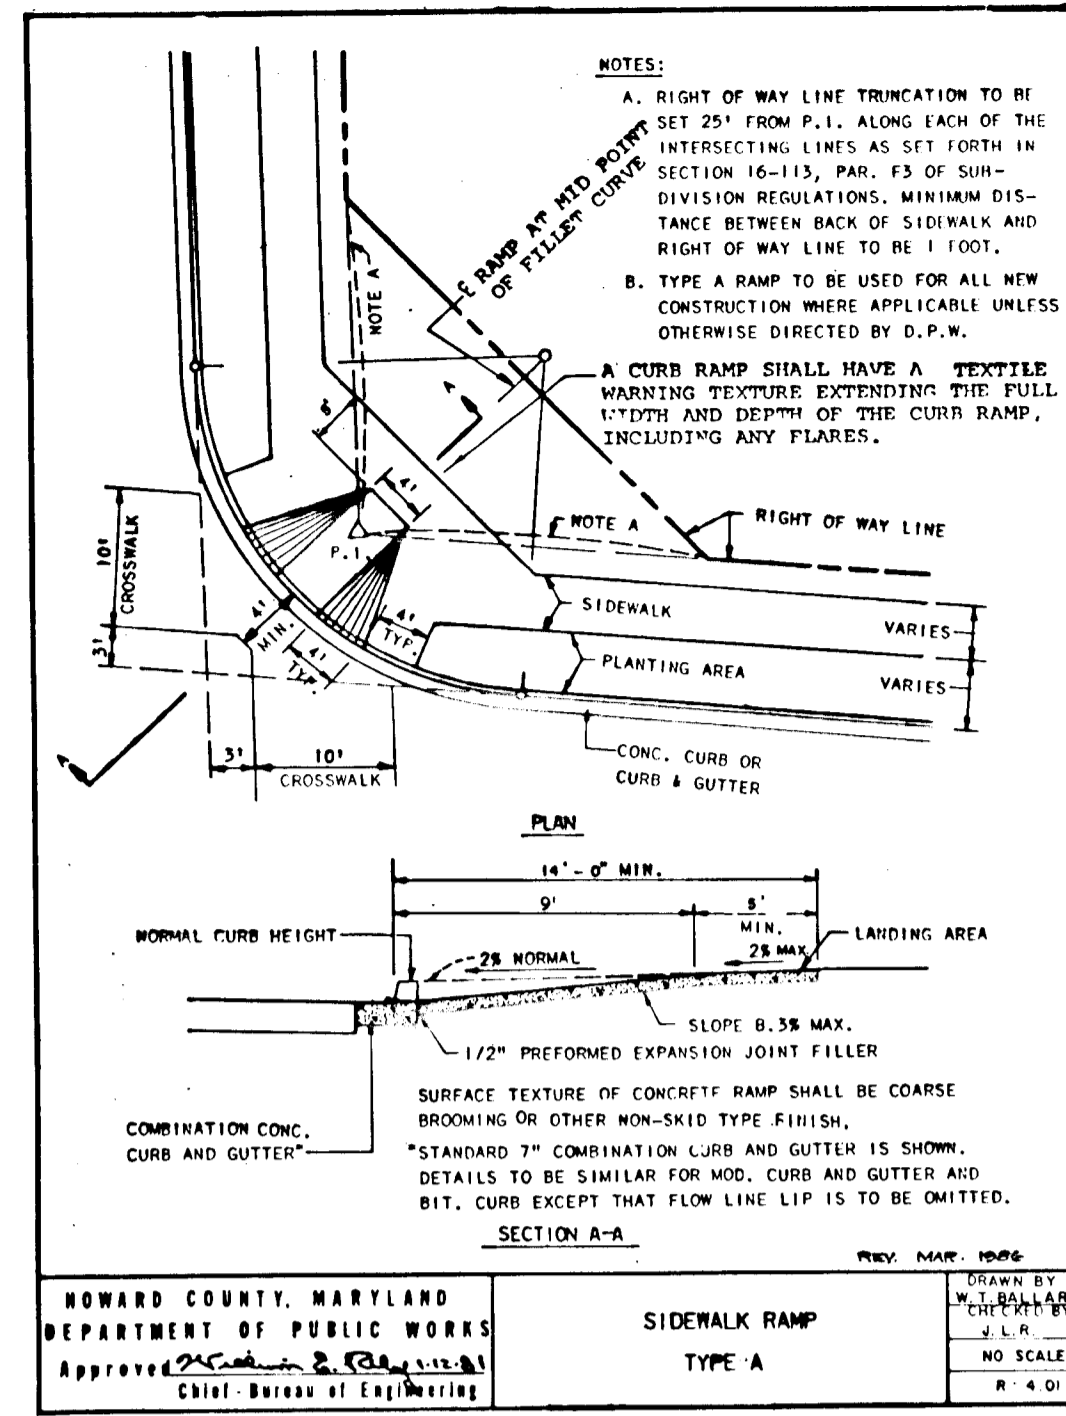 NOTES:
A. RIGHT OF WAY LINE TRUNCATION TO BE
SET 25' FROM P.I. ALONG EACH OF THE
INTERSECTING LINES AS SET FORTH IN
SECTION 16-113, PAR. F3 OF SUB-
DIVISION REGULATIONS. MINIMUM DIS-
TANCE BETWEEN BACK OF SIDEWALK AND
RIGHT OF WAY LINE TO BE 1 FOOT.
B. TYPE A RAMP TO BE USED FOR ALL NEW
CONSTRUCTION WHERE APPLICABLE UNLESS
OTHERWISE DIRECTED BY D.P.W.
A CURB RAMP SHALL HAVE A TEXTILE
WARNING TEXTURE EXTENDING THE FULL
WIDTH AND DEPTH OF THE CURB RAMP,
INCLUDING ANY FLARES.
℄ RAMP AT MID POINT
OF FILLET CURVE
NOTE A
A
4'
P.I.
NOTE A
RIGHT OF WAY LINE
10'
CROSSWALK
3'
4'
MIN.
4'
TYP.
4'
TYP.
SIDEWALK
VARIES
PLANTING AREA
VARIES
A
3'
10'
CROSSWALK
CONC. CURB OR
CURB & GUTTER
PLAN
14'-0" MIN.
9'
5'
MIN.
NORMAL CURB HEIGHT
2% NORMAL
2% MAX.
LANDING AREA
SLOPE 8.3% MAX.
1/2" PREFORMED EXPANSION JOINT FILLER
SURFACE TEXTURE OF CONCRETE RAMP SHALL BE COARSE
BROOMING OR OTHER NON-SKID TYPE FINISH.
COMBINATION CONC.
CURB AND GUTTER*
*STANDARD 7" COMBINATION CURB AND GUTTER IS SHOWN.
DETAILS TO BE SIMILAR FOR MOD. CURB AND GUTTER AND
BIT. CURB EXCEPT THAT FLOW LINE LIP IS TO BE OMITTED.
SECTION A-A
REV. MAR. 1986
HOWARD COUNTY, MARYLAND
DEPARTMENT OF PUBLIC WORKS
Approved 1-12-81
Chief - Bureau of Engineering
SIDEWALK RAMP
TYPE A
DRAWN BY
W.T. BALLAR
CHECKED BY
J.L.R.
NO SCALE
R - 4.01